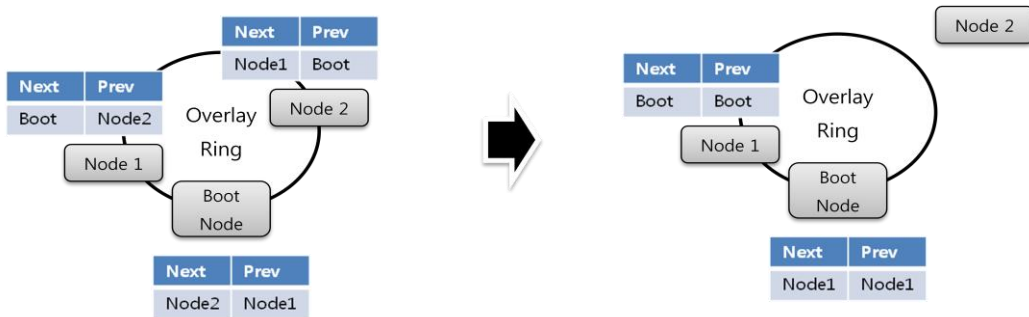 Next Prev
Node1 Boot
Next Prev
Boot Node2
Node 2
Overlay
Ring
Node 1
Boot
Node
Next Prev
Node2 Node1
Node 2
Next Prev
Boot Boot
Overlay
Ring
Node 1
Boot
Node
Next Prev
Node1 Node1